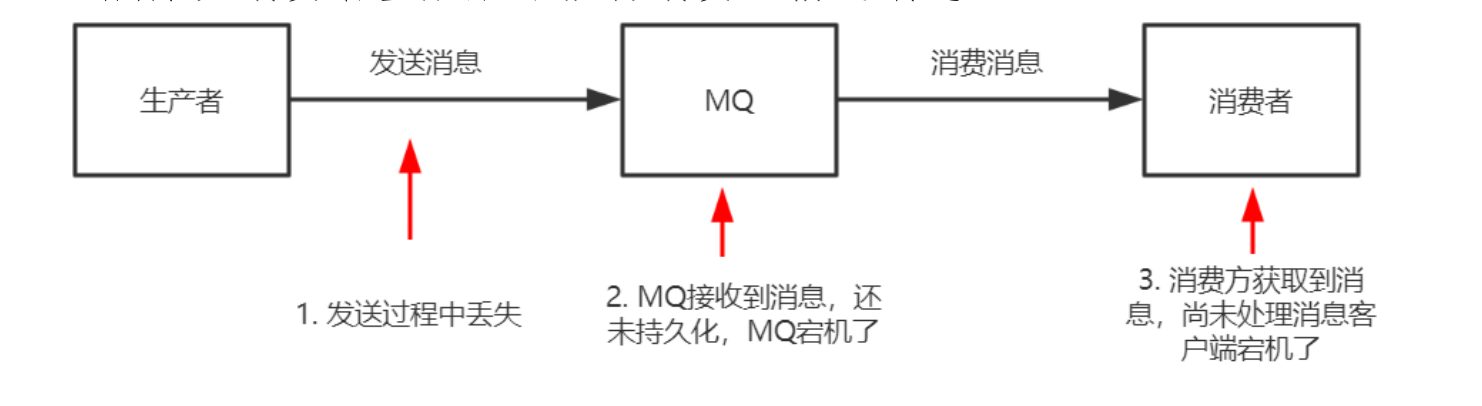 发送消息
消费消息
生产者
MQ
消费者
1. 发送过程中丢失
2. MQ接收到消息，还
未持久化，MQ宕机了
3. 消费方获取到消
息，尚未处理消息客
户端宕机了